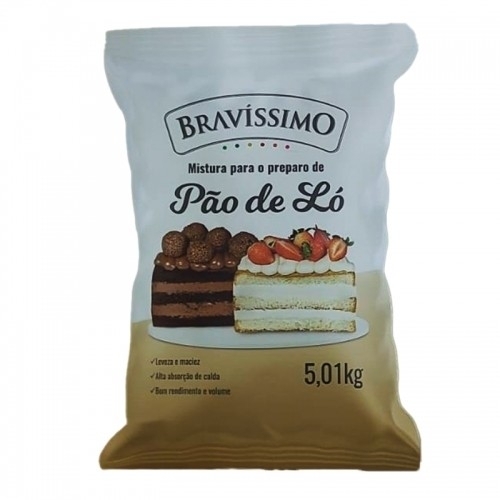 BRAVÍSSIMO
Mistura para o preparo de
Pão de Ló
✓Leveza e maciez
✓Alta absorção de calda
✓Bom rendimento e volume
5,01kg